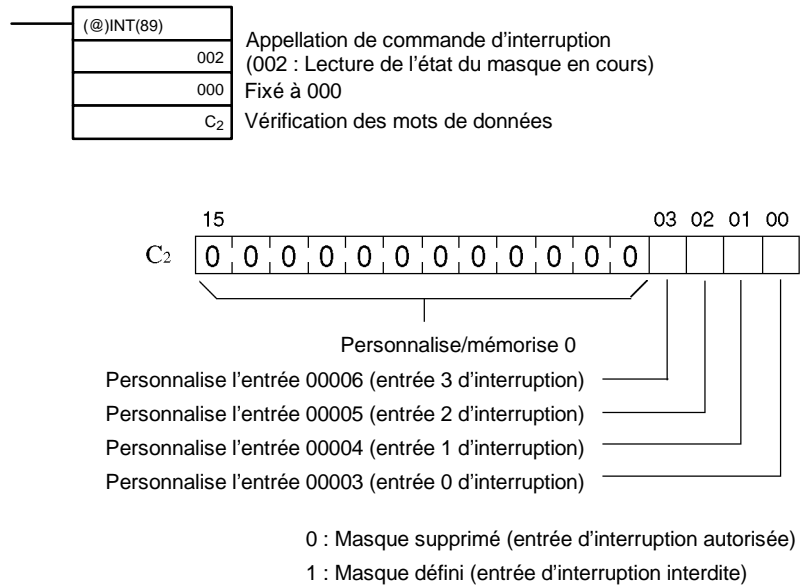 (@)INT(89)
002
000
C2
Appellation de commande d'interruption
(002 : Lecture de l'état du masque en cours)
Fixé à 000
Vérification des mots de données
15 03 02 01 00
C2 0 0 0 0 0 0 0 0 0 0 0 0
Personnalise/mémorise 0
Personnalise l'entrée 00006 (entrée 3 d'interruption)
Personnalise l'entrée 00005 (entrée 2 d'interruption)
Personnalise l'entrée 00004 (entrée 1 d'interruption)
Personnalise l'entrée 00003 (entrée 0 d'interruption)
0 : Masque supprimé (entrée d'interruption autorisée)
1 : Masque défini (entrée d'interruption interdite)